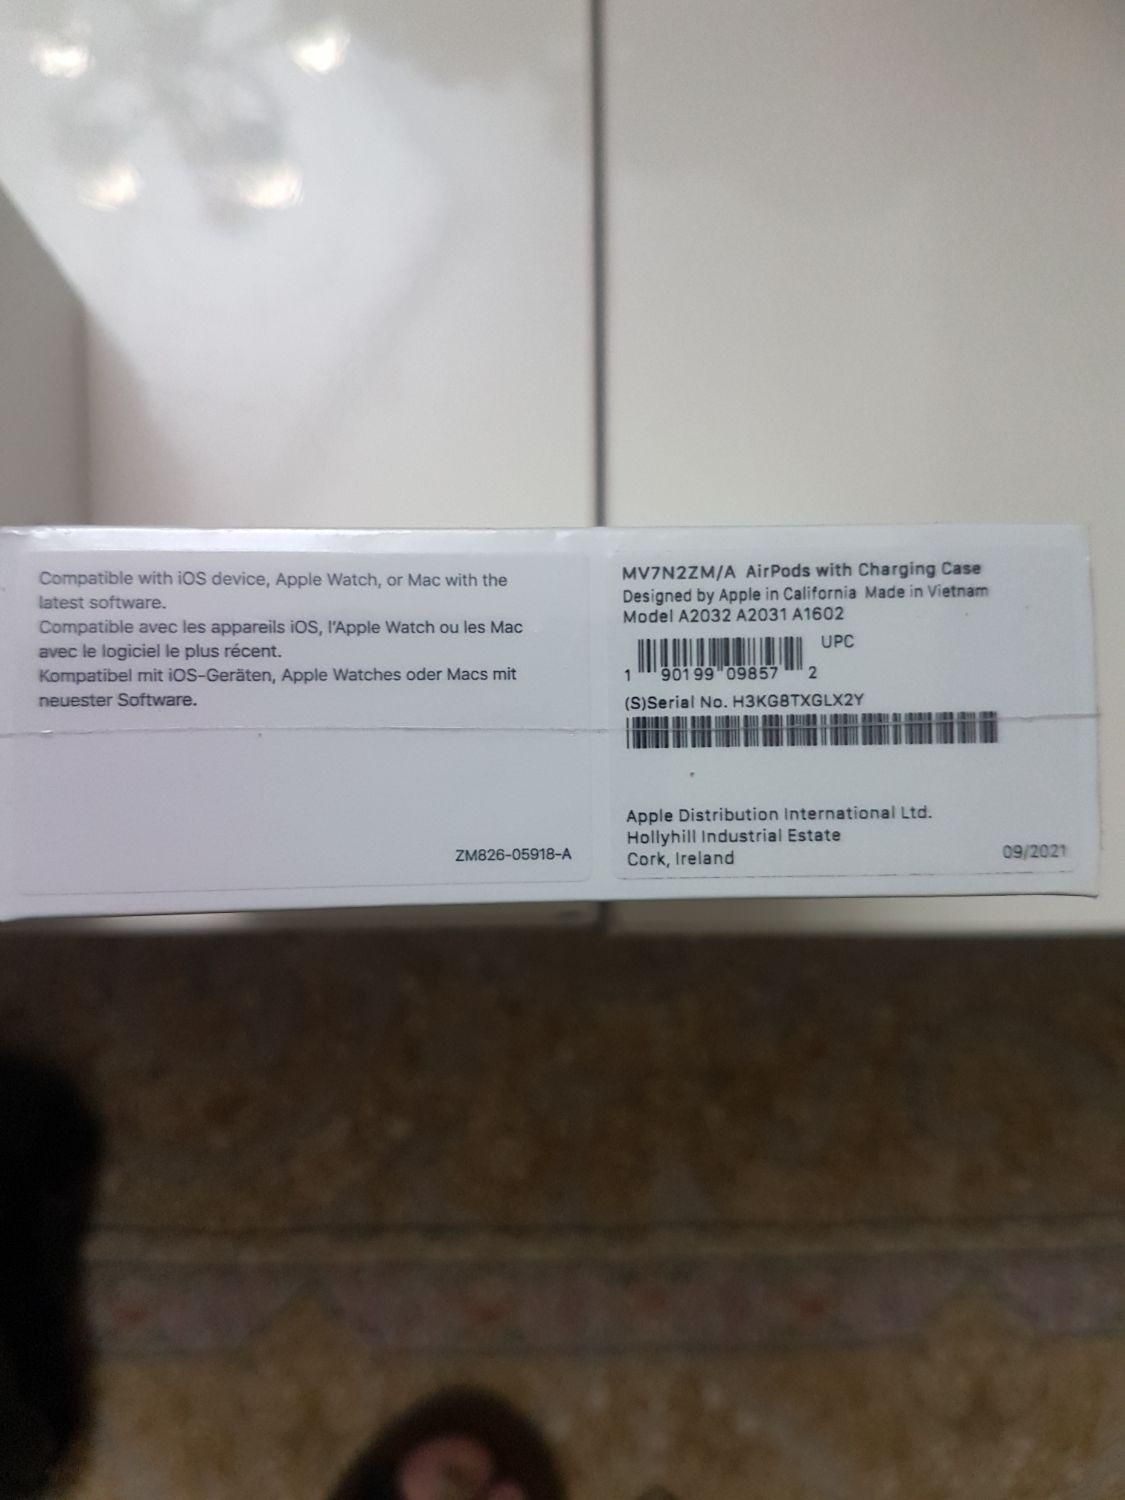 Compatible with iOS device, Apple Watch, or Mac with the
latest software.
Compatible avec les appareils iOS, l'Apple Watch ou les Mac
avec le logiciel le plus récent.
Kompatibel mit iOS-Geräten, Apple Watches oder Macs mit
neuester Software.
ZM826-05918-A
MV7N2ZM/A AirPods with Charging Case
Designed by Apple in California Made in Vietnam
Model A2032 A2031 A1602
UPC
1 90199 09857 2
(S)Serial No. H3KG8TXGLX2Y
Apple Distribution International Ltd.
Hollyhill Industrial Estate
Cork, Ireland
09/2021